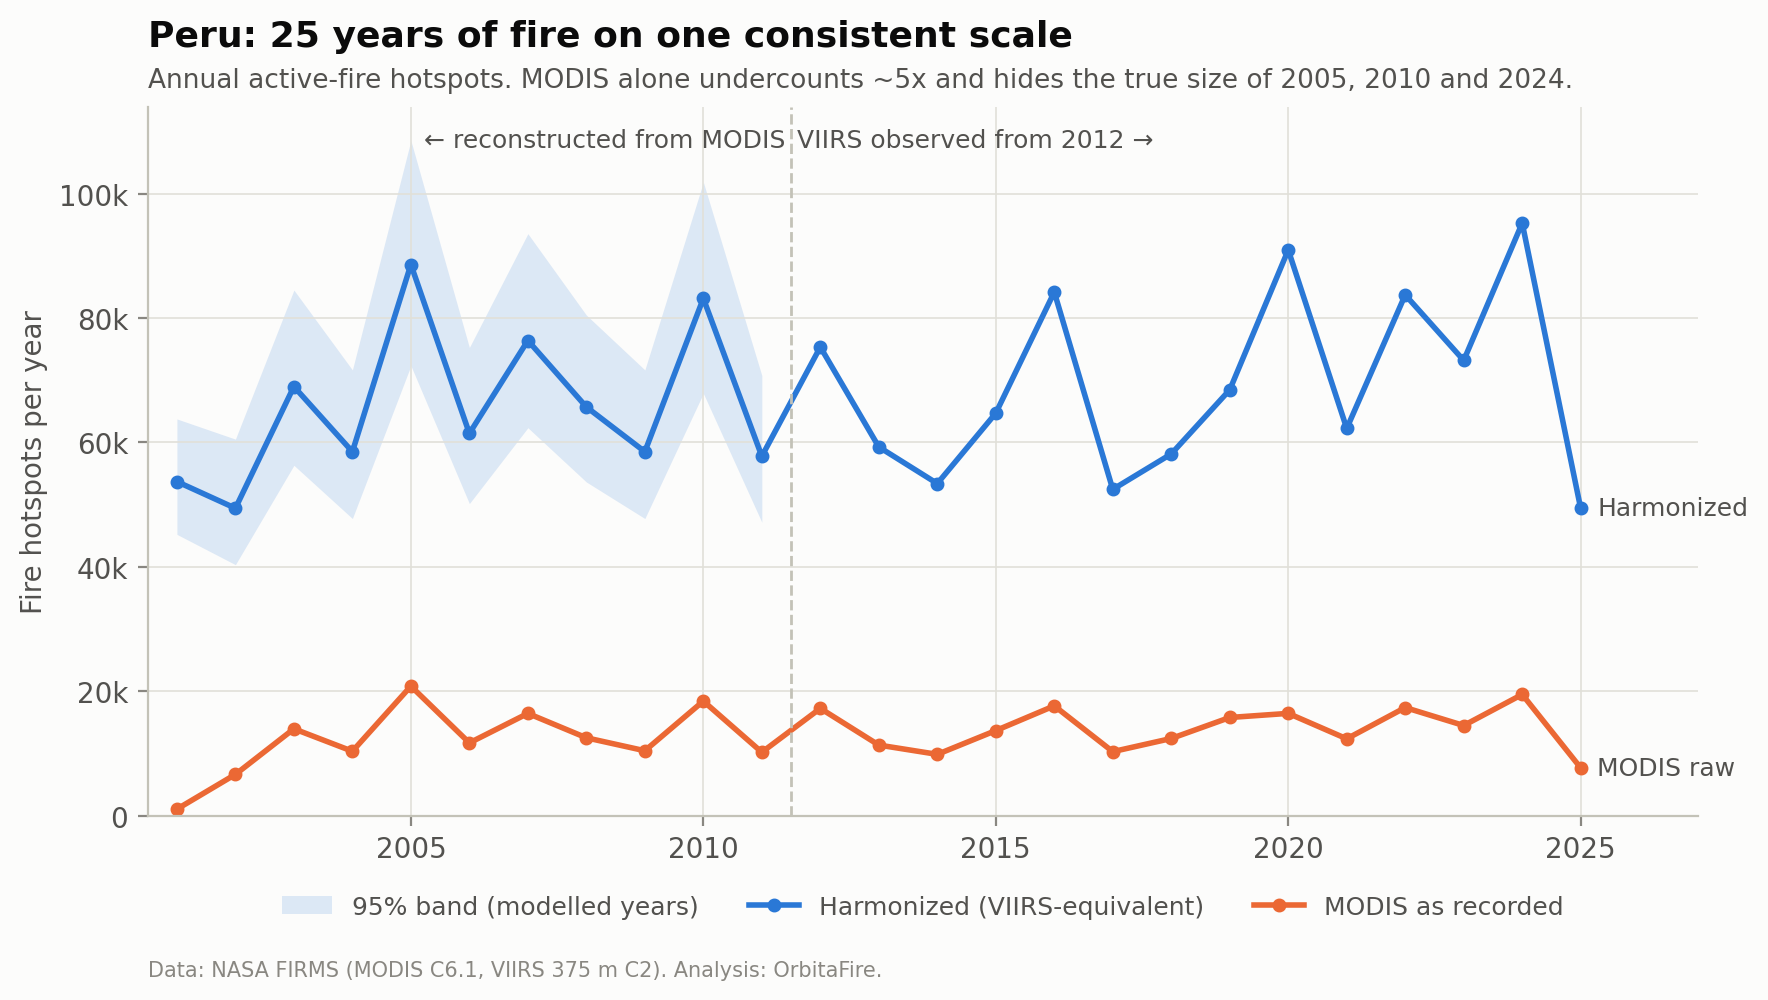 Peru: 25 years of fire on one consistent scale
Annual active-fire hotspots. MODIS alone undercounts ~5x and hides the true size of 2005, 2010 and 2024.
← reconstructed from MODIS
VIIRS observed from 2012 →
Fire hotspots per year
100k
80k
60k
40k
20k
0
Harmonized
MODIS raw
2005
2010
2015
2020
2025
95% band (modelled years)
Harmonized (VIIRS-equivalent)
MODIS as recorded
Data: NASA FIRMS (MODIS C6.1, VIIRS 375 m C2). Analysis: OrbitaFire.